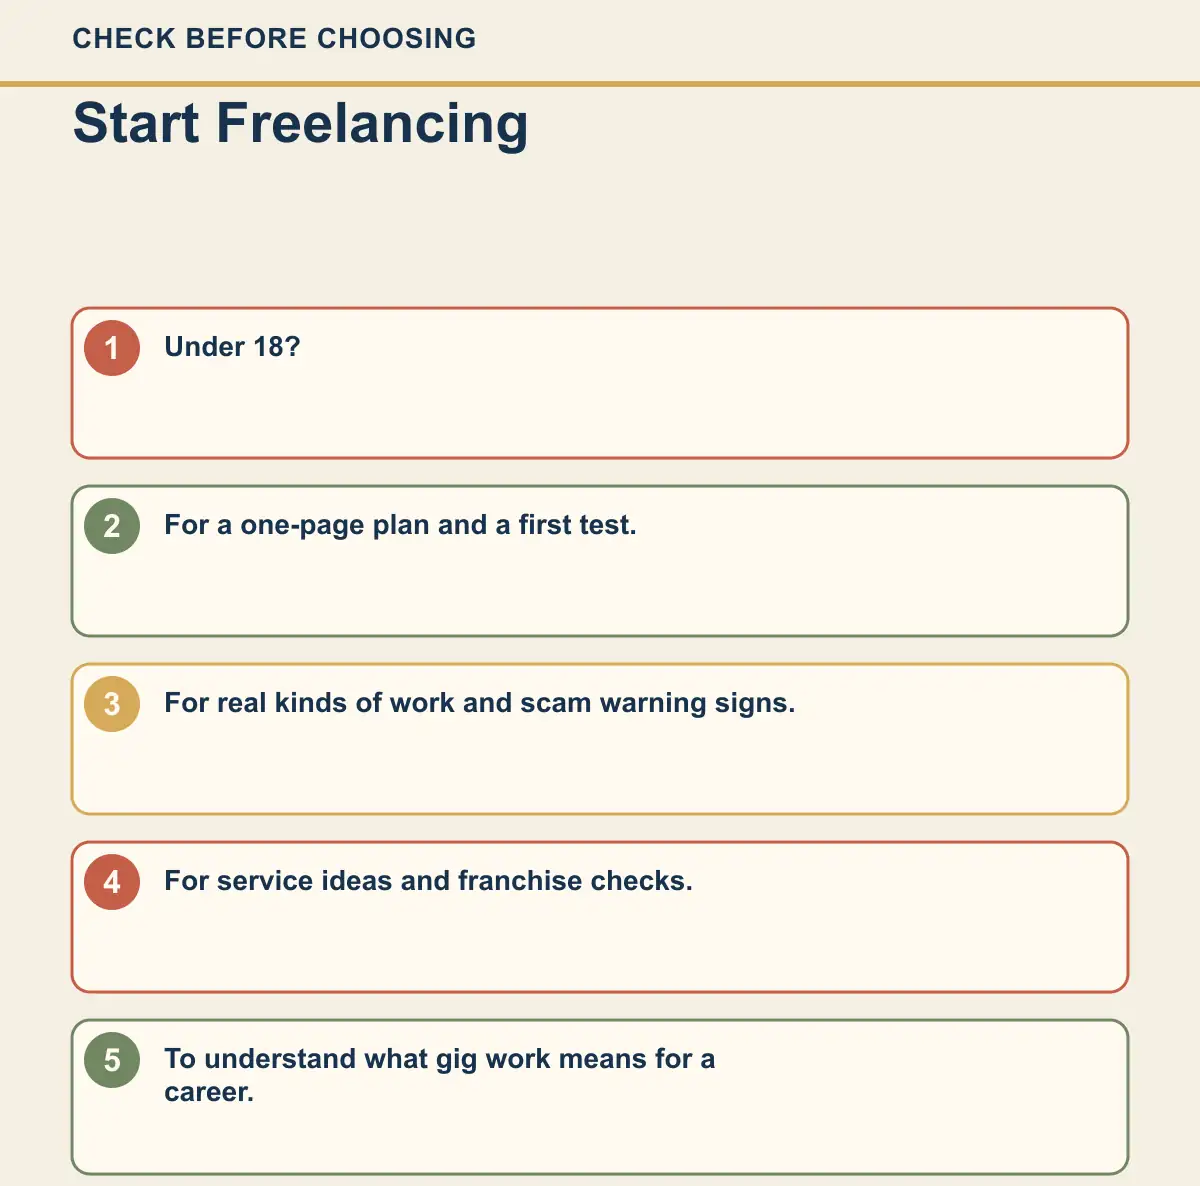 CHECK BEFORE CHOOSING
Start Freelancing
1 Under 18?
2 For a one-page plan and a first test.
3 For real kinds of work and scam warning signs.
4 For service ideas and franchise checks.
5 To understand what gig work means for a
career.